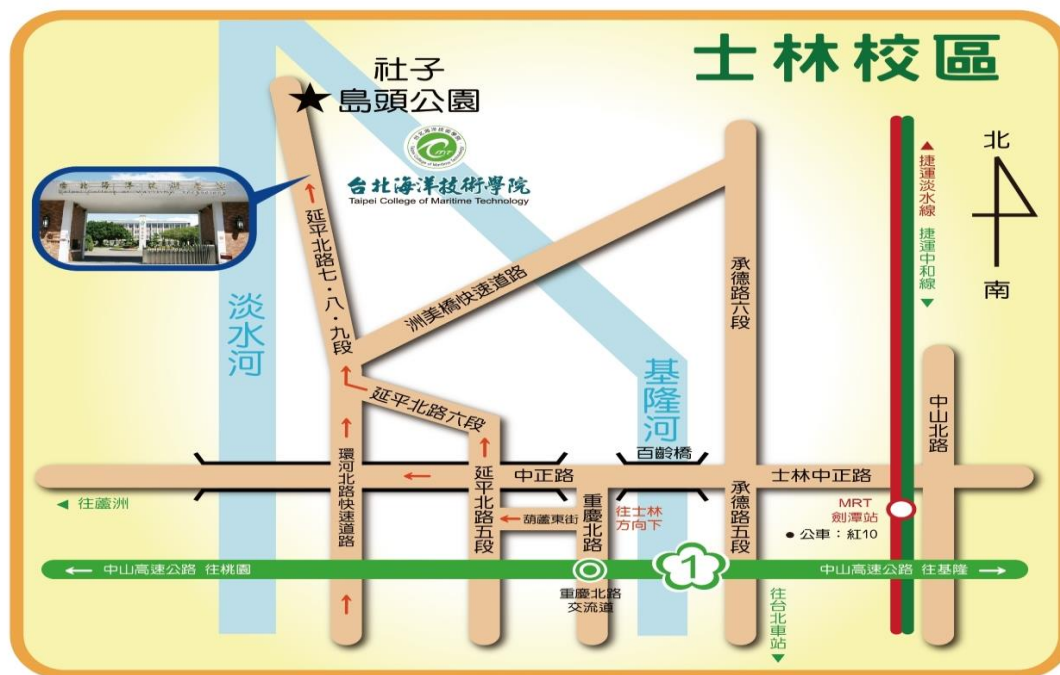 士林校區
社子
島頭公園
台北海洋技術學院
Taipei College of Maritime Technology
北
南
捷運淡水線
捷運中和線
淡水河
基隆河
延平北路七・八・九段
洲美橋快速道路
承德路六段
延平北路六段
環河北路快速道路
中正路
百齡橋
士林中正路
中山北路
往蘆洲
延平北路五段
葫蘆東街
重慶北路
往士林
方向下
承德路五段
MRT
劍潭站
公車：紅10
中山高速公路 往桃園
1
中山高速公路 往基隆
重慶北路
交流道
往台北車站